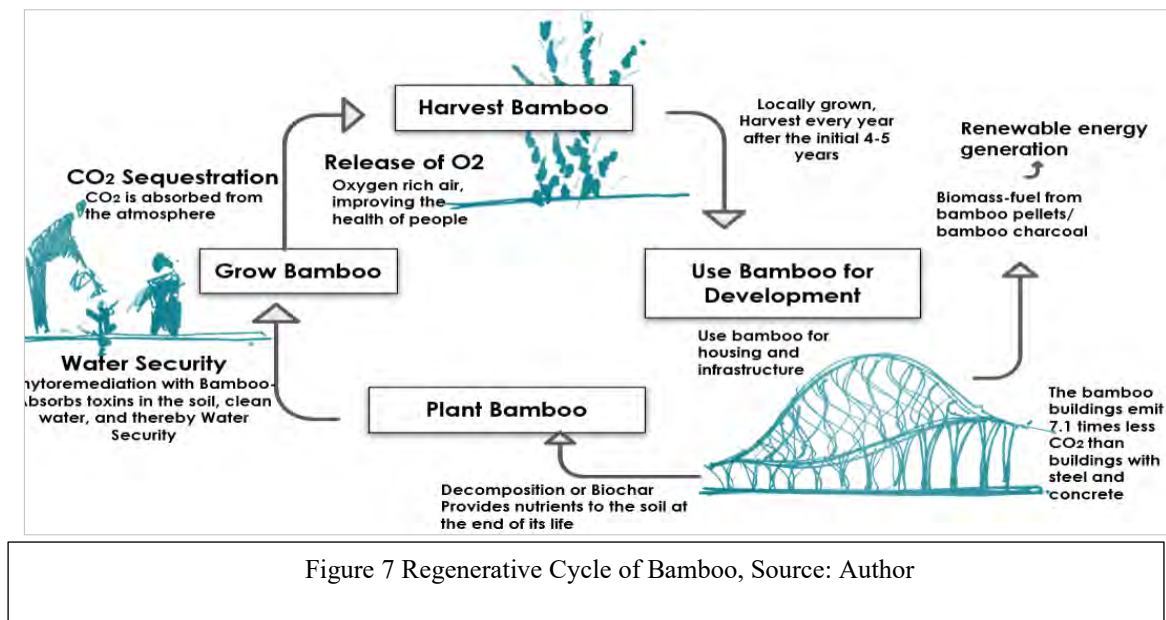 Harvest Bamboo
Locally grown,
Harvest every year
after the initial 4-5
years
Renewable energy
generation
Biomass-fuel from
bamboo pellets/
bamboo charcoal
Release of O2
Oxygen rich air,
improving the
health of people
CO2 Sequestration
CO2 is absorbed from
the atmosphere
Grow Bamboo
Use Bamboo for
Development
Use bamboo for
housing and
infrastructure
Water Security
hytoremediation with Bamboo-
Absorbs toxins in the soil, clean
water, and thereby Water
Security
Plant Bamboo
The bamboo
buildings emit
7.1 times less
CO2 than
buildings with
steel and
concrete
Decomposition or Biochar
Provides nutrients to the soil at
the end of its life
Figure 7 Regenerative Cycle of Bamboo, Source: Author